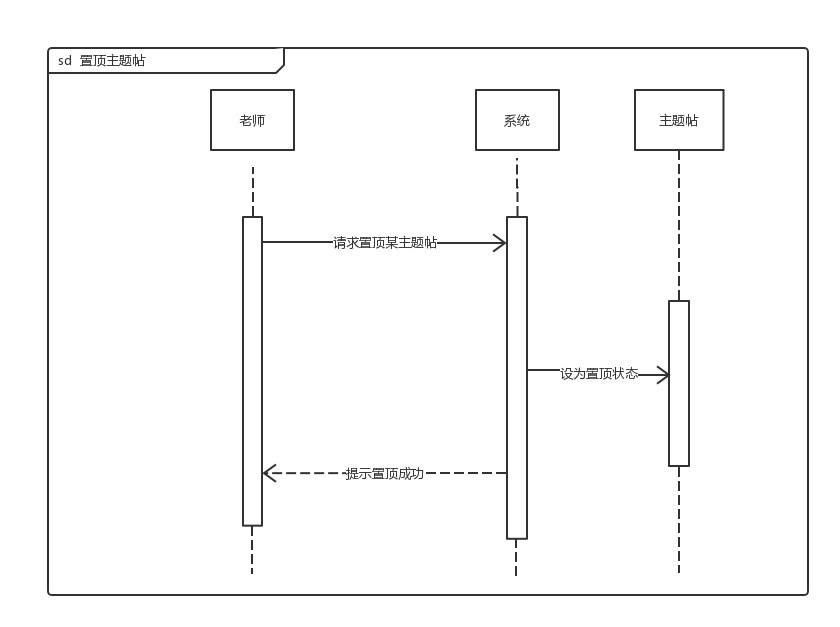 sd 置顶主题帖
老师
系统
主题帖
请求置顶某主题帖
设为置顶状态
提示置顶成功